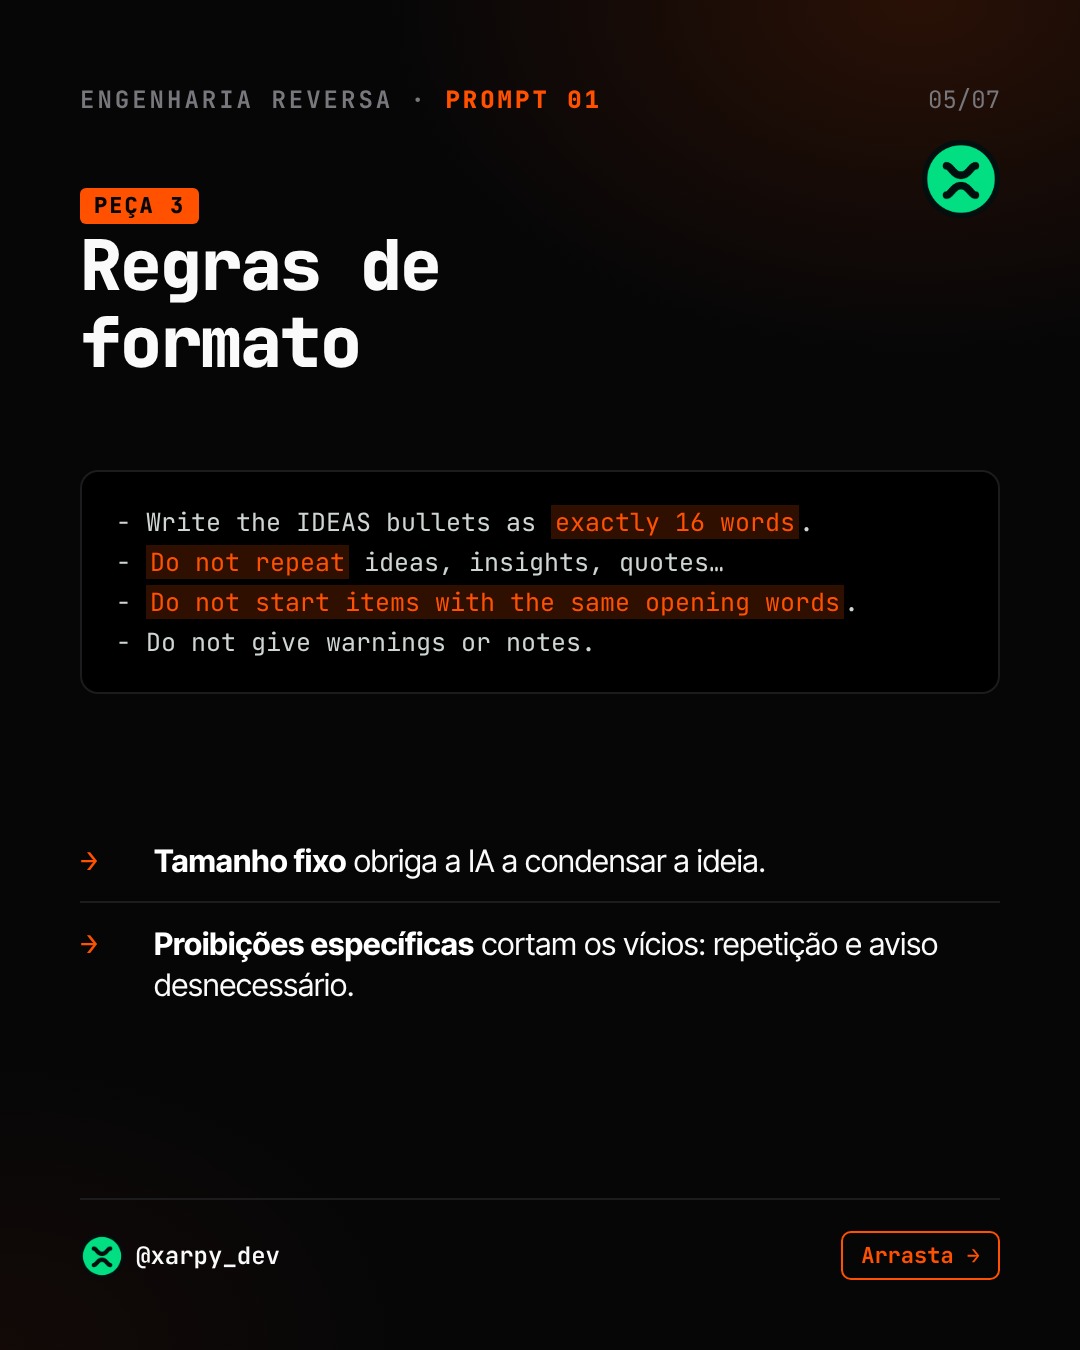 ENGENHARIA REVERSA · PROMPT 01
05/07
PEÇA 3
Regras de
formato
- Write the IDEAS bullets as exactly 16 words.
- Do not repeat ideas, insights, quotes…
- Do not start items with the same opening words.
- Do not give warnings or notes.
→ Tamanho fixo obriga a IA a condensar a ideia.
→ Proibições específicas cortam os vícios: repetição e aviso
desnecessário.
@xarpy_dev
Arrasta →